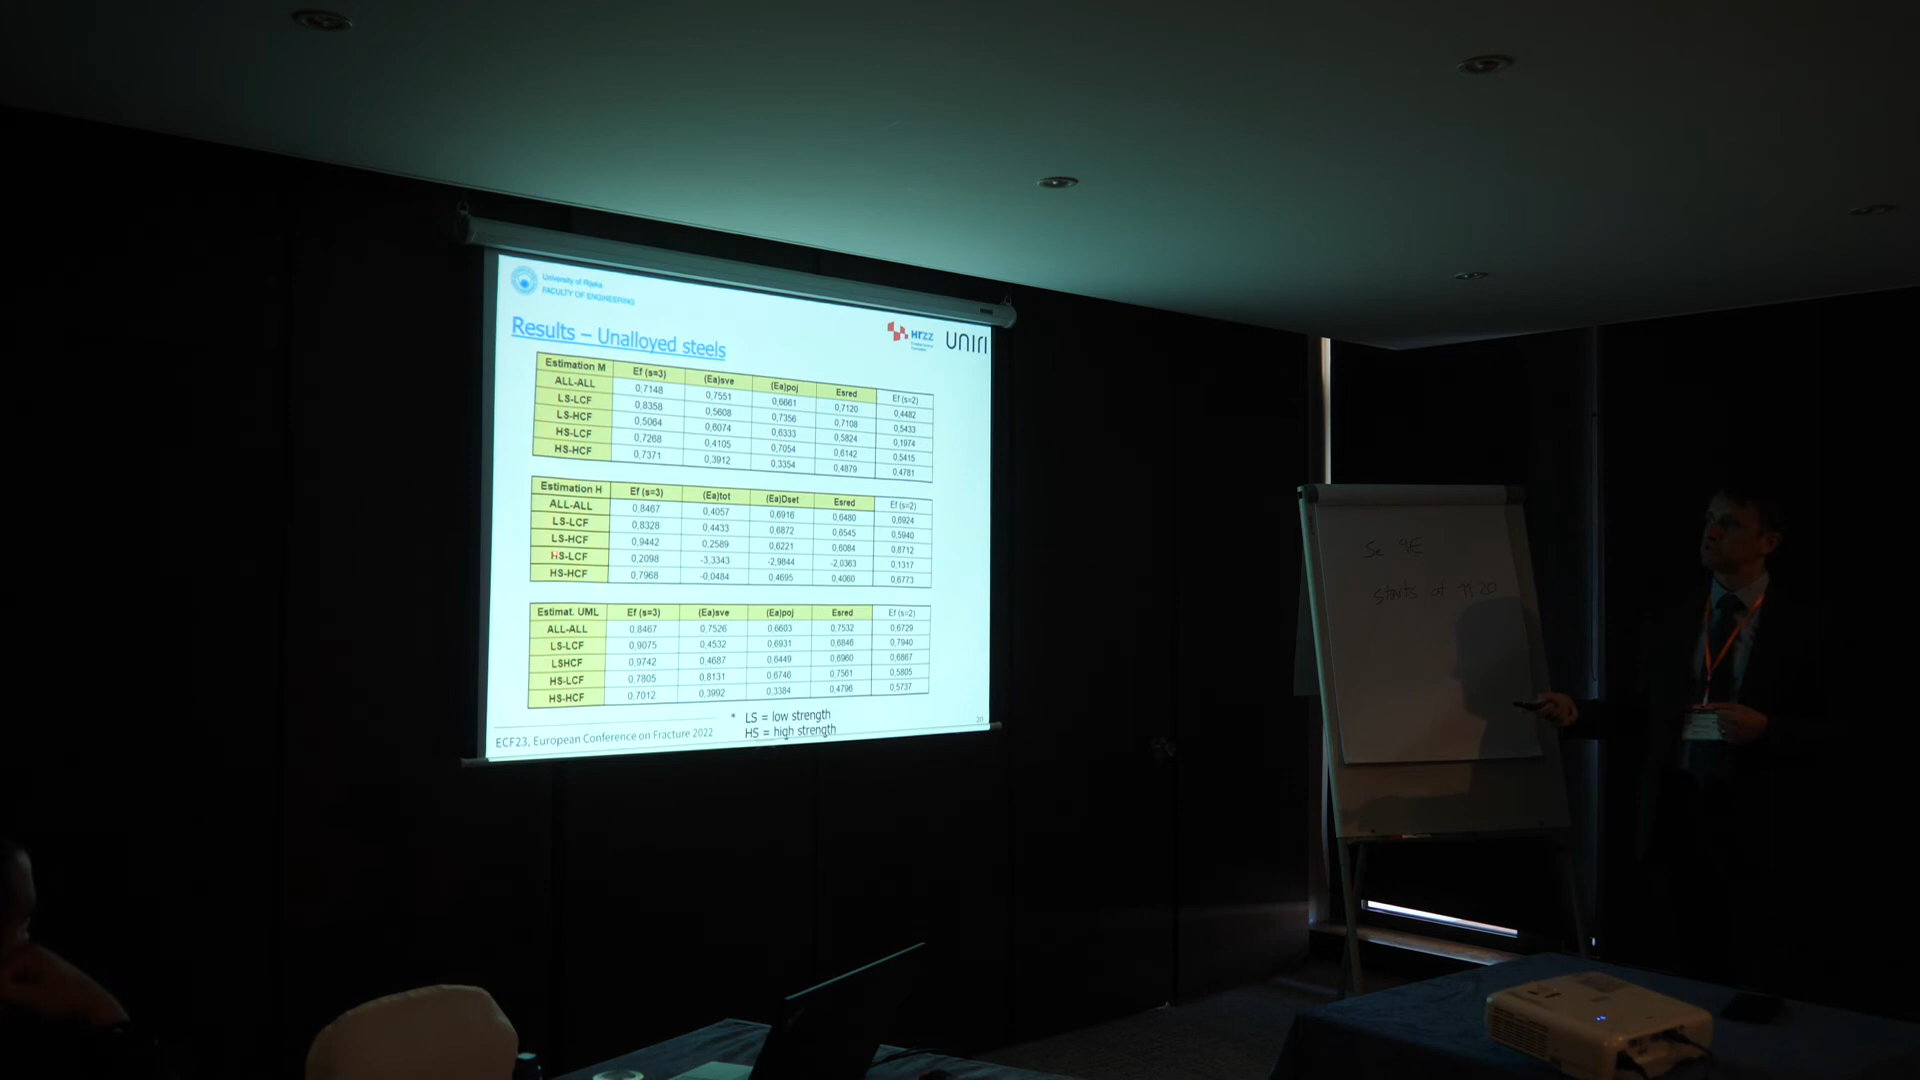 University of Rijeka
FACULTY OF ENGINEERING
Results – Unalloyed steels
HrZZ
UNIRI
Estimation M Ef (s=3) (Ea)sve (Ea)poj Esred Ef (s=2)
ALL-ALL 0,7148 0,7551 0,6661 0,7120 0,4482
LS-LCF 0,8358 0,5608 0,7356 0,7108 0,5433
LS-HCF 0,5064 0,6074 0,6333 0,5824 0,1974
HS-LCF 0,7268 0,4105 0,7054 0,6142 0,5415
HS-HCF 0,7371 0,3912 0,3354 0,4879 0,4781
Estimation H Ef (s=3) (Ea)tot (Ea)Dset Esred Ef (s=2)
ALL-ALL 0,8467 0,4057 0,6916 0,6480 0,6924
LS-LCF 0,8328 0,4433 0,6872 0,6545 0,5940
LS-HCF 0,9442 0,2589 0,6221 0,6084 0,8712
HS-LCF 0,2098 -3,3343 -2,9844 -2,0363 0,1317
HS-HCF 0,7968 -0,0484 0,4695 0,4060 0,6773
Estimat. UML Ef (s=3) (Ea)sve (Ea)poj Esred Ef (s=2)
ALL-ALL 0,8467 0,7526 0,6603 0,7532 0,6729
LS-LCF 0,9075 0,4532 0,6931 0,6846 0,7940
LSHCF 0,9742 0,4687 0,6449 0,6960 0,6867
HS-LCF 0,7805 0,8131 0,6746 0,7561 0,5805
HS-HCF 0,7012 0,3992 0,3384 0,4796 0,5737
* LS = low strength
HS = high strength
ECF23, European Conference on Fracture 2022
20
Se 9E
starts at 11:20